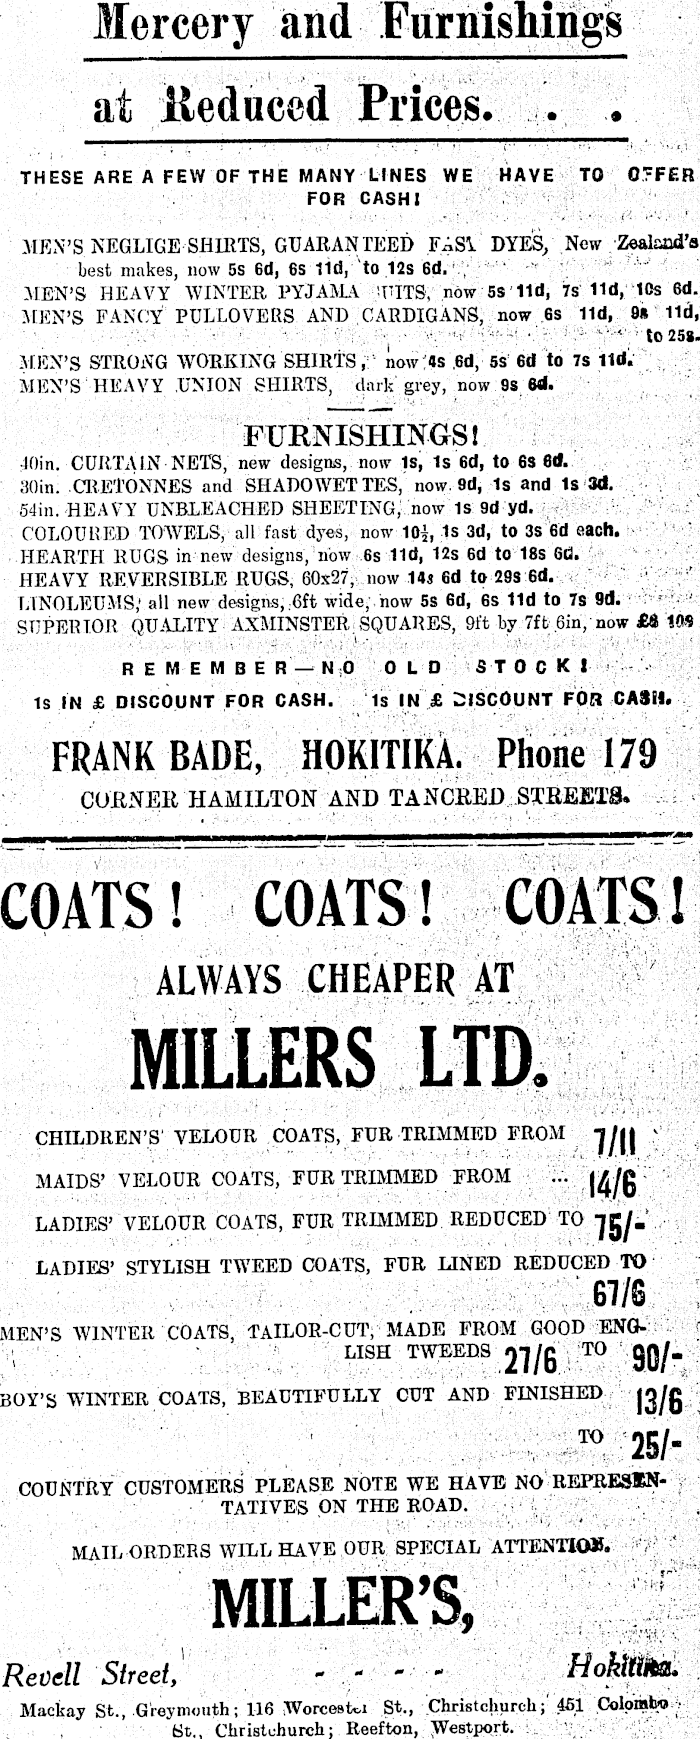 Mercery and Furnishings
at Reduced Prices. . .
THESE ARE A FEW OF THE MANY LINES WE HAVE TO OFFER
FOR CASH!
MEN'S NEGLIGE SHIRTS, GUARANTEED FAST DYES, New Zealand's
best makes, now 5s 6d, 6s 11d, to 12s 6d.
MEN'S HEAVY WINTER PYJAMA SUITS, now 5s 11d, 7s 11d, 10s 6d.
MEN'S FANCY PULLOVERS AND CARDIGANS, now 6s 11d, 9s 11d,
to 25s.
MEN'S STRONG WORKING SHIRTS, now 4s 6d, 5s 6d to 7s 11d.
MEN'S HEAVY UNION SHIRTS, dark grey, now 9s 6d.
FURNISHINGS!
40in. CURTAIN NETS, new designs, now 1s, 1s 6d, to 6s 6d.
30in. CRETONNES and SHADOWETTES, now 9d, 1s and 1s 3d.
54in. HEAVY UNBLEACHED SHEETING, now 1s 9d yd.
COLOURED TOWELS, all fast dyes, now 10½, 1s 3d, to 3s 6d each.
HEARTH RUGS in new designs, now 6s 11d, 12s 6d to 18s 6d.
HEAVY REVERSIBLE RUGS, 60x27, now 14s 6d to 29s 6d.
LINOLEUMS, all new designs, 6ft wide, now 5s 6d, 6s 11d to 7s 9d.
SUPERIOR QUALITY AXMINSTER SQUARES, 9ft by 7ft 6in, now 10s
REMEMBER—NO OLD STOCK!
1s IN £ DISCOUNT FOR CASH. 1s IN £ DISCOUNT FOR CASH.
FRANK BADE, HOKITIKA. Phone 179
CORNER HAMILTON AND TANCRED STREETS.
COATS! COATS! COATS!
ALWAYS CHEAPER AT
MILLERS LTD.
CHILDREN'S VELOUR COATS, FUR TRIMMED FROM 7/11
MAIDS' VELOUR COATS, FUR TRIMMED FROM ... 14/6
LADIES' VELOUR COATS, FUR TRIMMED REDUCED TO 75/-
LADIES' STYLISH TWEED COATS, FUR LINED REDUCED TO
67/6
MEN'S WINTER COATS, TAILOR-CUT, MADE FROM GOOD ENG-
LISH TWEEDS 27/6 TO 90/-
BOY'S WINTER COATS, BEAUTIFULLY CUT AND FINISHED 13/6
TO 25/-
COUNTRY CUSTOMERS PLEASE NOTE WE HAVE NO REPRESEN-
TATIVES ON THE ROAD.
MAIL ORDERS WILL HAVE OUR SPECIAL ATTENTION.
MILLER'S,
Revell Street, - - - - Hokitika.
Mackay St., Greymouth; 116 Worcester St., Christchurch; 451 Colombo
St., Christchurch; Reefton, Westport.